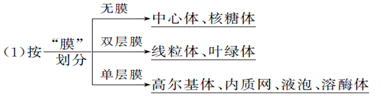 无膜
中心体、核糖体
(1)按“膜”划分
双层膜
线粒体、叶绿体
单层膜
高尔基体、内质网、液泡、溶酶体